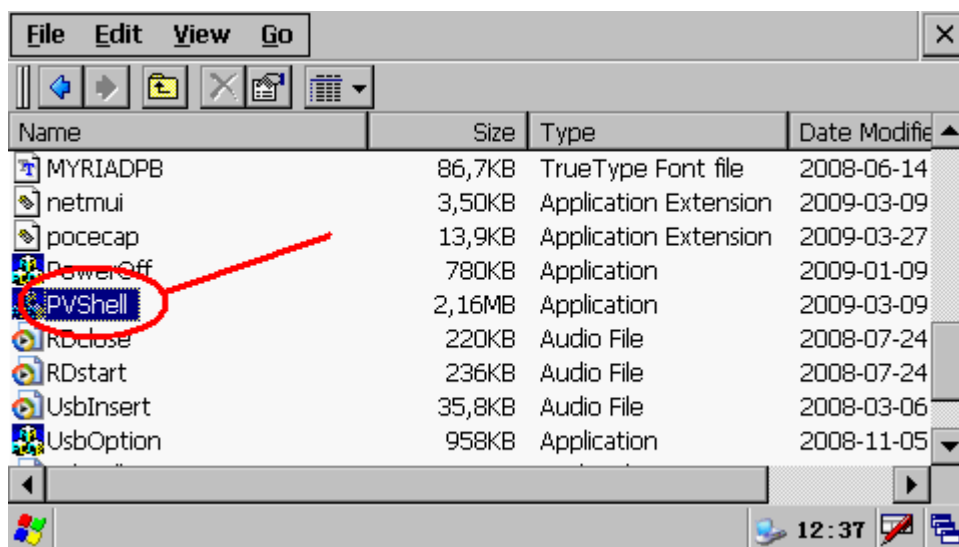 File Edit View Go
Name Size Type Date Modifie
MYRIADPB 86,7KB TrueType Font file 2008-06-14
netmui 3,50KB Application Extension 2009-03-09
pocecap 13,9KB Application Extension 2009-03-27
PowerOff 780KB Application 2009-01-09
PVShell 2,16MB Application 2009-03-09
RDclose 220KB Audio File 2008-07-24
RDstart 236KB Audio File 2008-07-24
UsbInsert 35,8KB Audio File 2008-03-06
UsbOption 958KB Application 2008-11-05
12:37